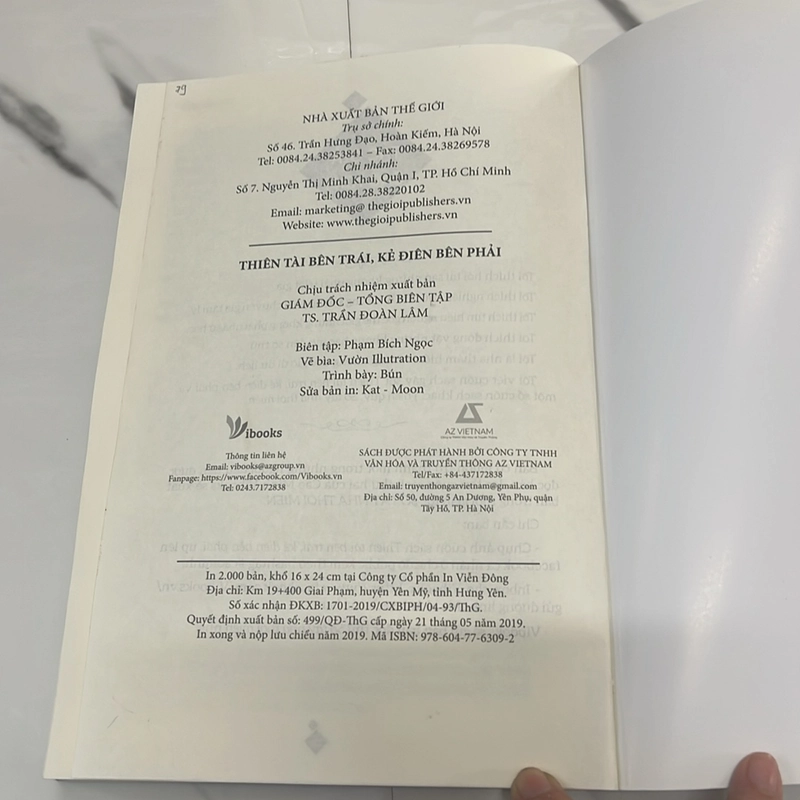 79
NHÀ XUẤT BẢN THẾ GIỚI
Trụ sở chính:
Số 46. Trần Hưng Đạo, Hoàn Kiếm, Hà Nội
Tel: 0084.24.38253841 – Fax: 0084.24.38269578
Chi nhánh:
Số 7. Nguyễn Thị Minh Khai, Quận I, TP. Hồ Chí Minh
Tel: 0084.28.38220102
Email: marketing@ thegioipublishers.vn
Website: www.thegioipublishers.vn
THIÊN TÀI BÊN TRÁI, KẺ ĐIÊN BÊN PHẢI
Chịu trách nhiệm xuất bản
GIÁM ĐỐC – TỔNG BIÊN TẬP
TS. TRẦN ĐOÀN LÂM
Biên tập: Phạm Bích Ngọc
Vẽ bìa: Vườn Illutration
Trình bày: Bún
Sửa bản in: Kat - Moon
Vibooks
Thông tin liên hệ
Email: vibooks@azgroup.vn
Fanpage: https://www.facebook.com/Vibooks.vn
Tel: 0243.7172838
AZ VIETNAM
SÁCH ĐƯỢC PHÁT HÀNH BỞI CÔNG TY TNHH
VĂN HÓA VÀ TRUYỀN THÔNG AZ VIETNAM
Tel/Fax: +84-437172838
Email: truyenthongazvietnam@gmail.com
Địa chỉ: Số 50, đường 5 An Dương, Yên Phụ, quận
Tây Hồ, TP. Hà Nội
In 2.000 bản, khổ 16 x 24 cm tại Công ty Cổ phần In Viễn Đông
Địa chỉ: Km 19+400 Giai Phạm, huyện Yên Mỹ, tỉnh Hưng Yên.
Số xác nhận ĐKXB: 1701-2019/CXBIPH/04-93/ThG.
Quyết định xuất bản số: 499/QĐ-ThG cấp ngày 21 tháng 05 năm 2019.
In xong và nộp lưu chiểu năm 2019. Mã ISBN: 978-604-77-6309-2